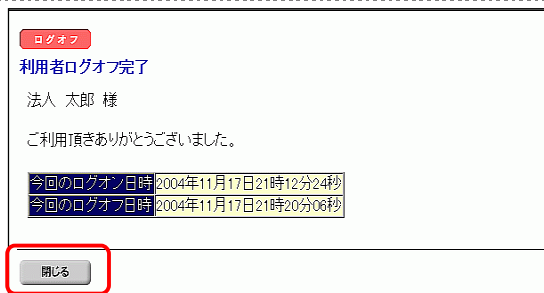 ログオフ
利用者ログオフ完了
法人 太郎 様
ご利用頂きありがとうございました。
今回のログオン日時 2004年11月17日21時12分24秒
今回のログオフ日時 2004年11月17日21時20分06秒
閉じる